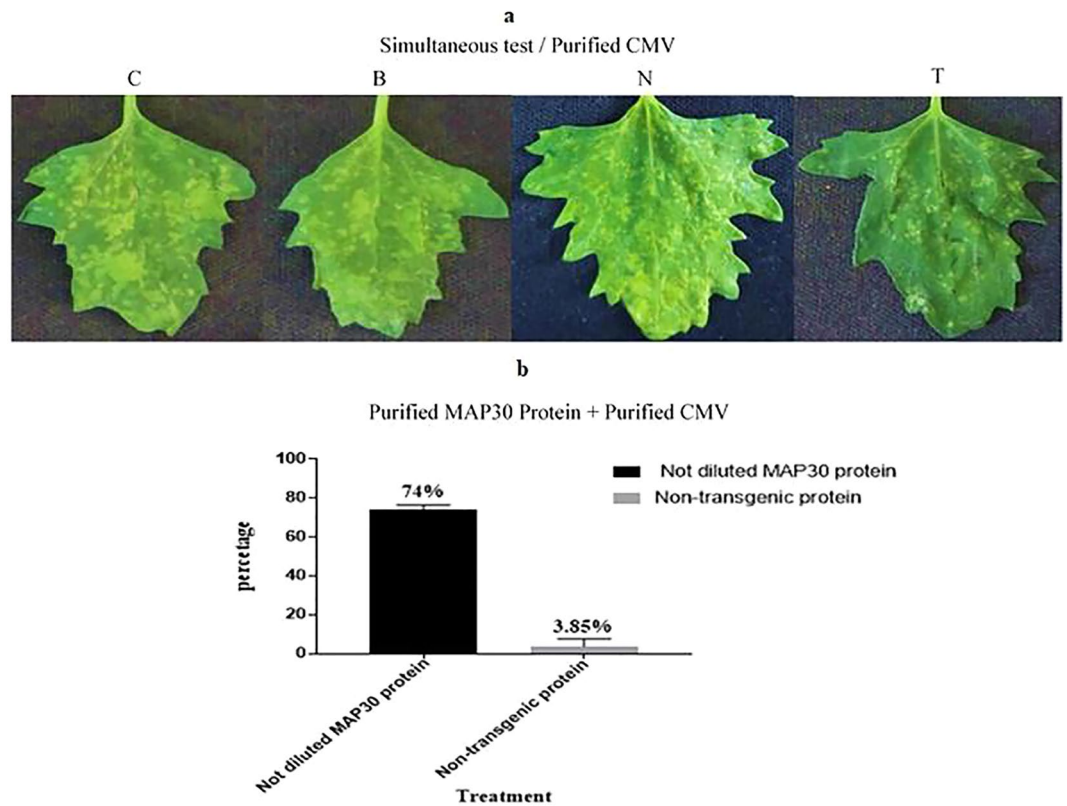 a
Simultaneous test / Purified CMV
C B N T
b
Purified MAP30 Protein + Purified CMV
100
80
60
40
20
0
percetage
74%
3.85%
Not diluted MAP30 protein
Non-transgenic protein
Not diluted MAP30 protein
Non-transgenic protein
Treatment